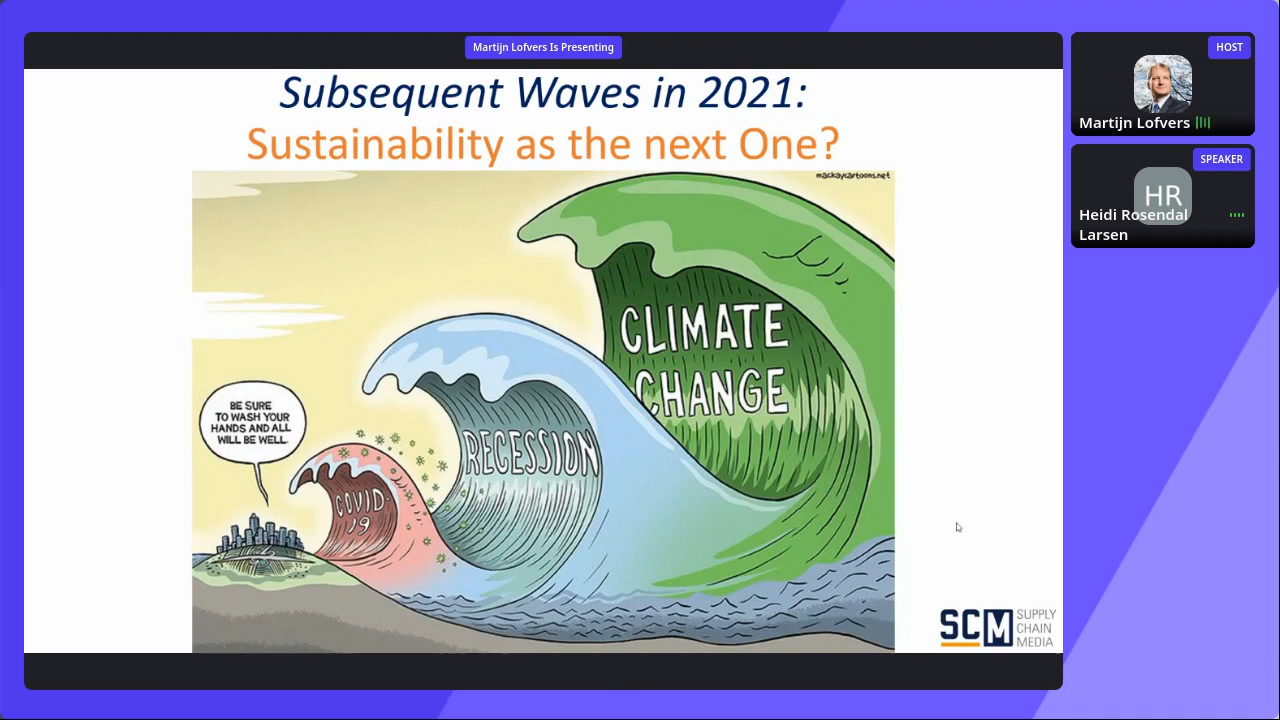 Martijn Lofvers Is Presenting
Subsequent Waves in 2021:
Sustainability as the next One?
mackaycartoons.net
BE SURE
TO WASH YOUR
HANDS AND ALL
WILL BE WELL.
COVID-
19
RECESSION
CLIMATE
CHANGE
SCM
SUPPLY
CHAIN
MEDIA
HOST
Martijn Lofvers
SPEAKER
HR
Heidi Rosendal
Larsen